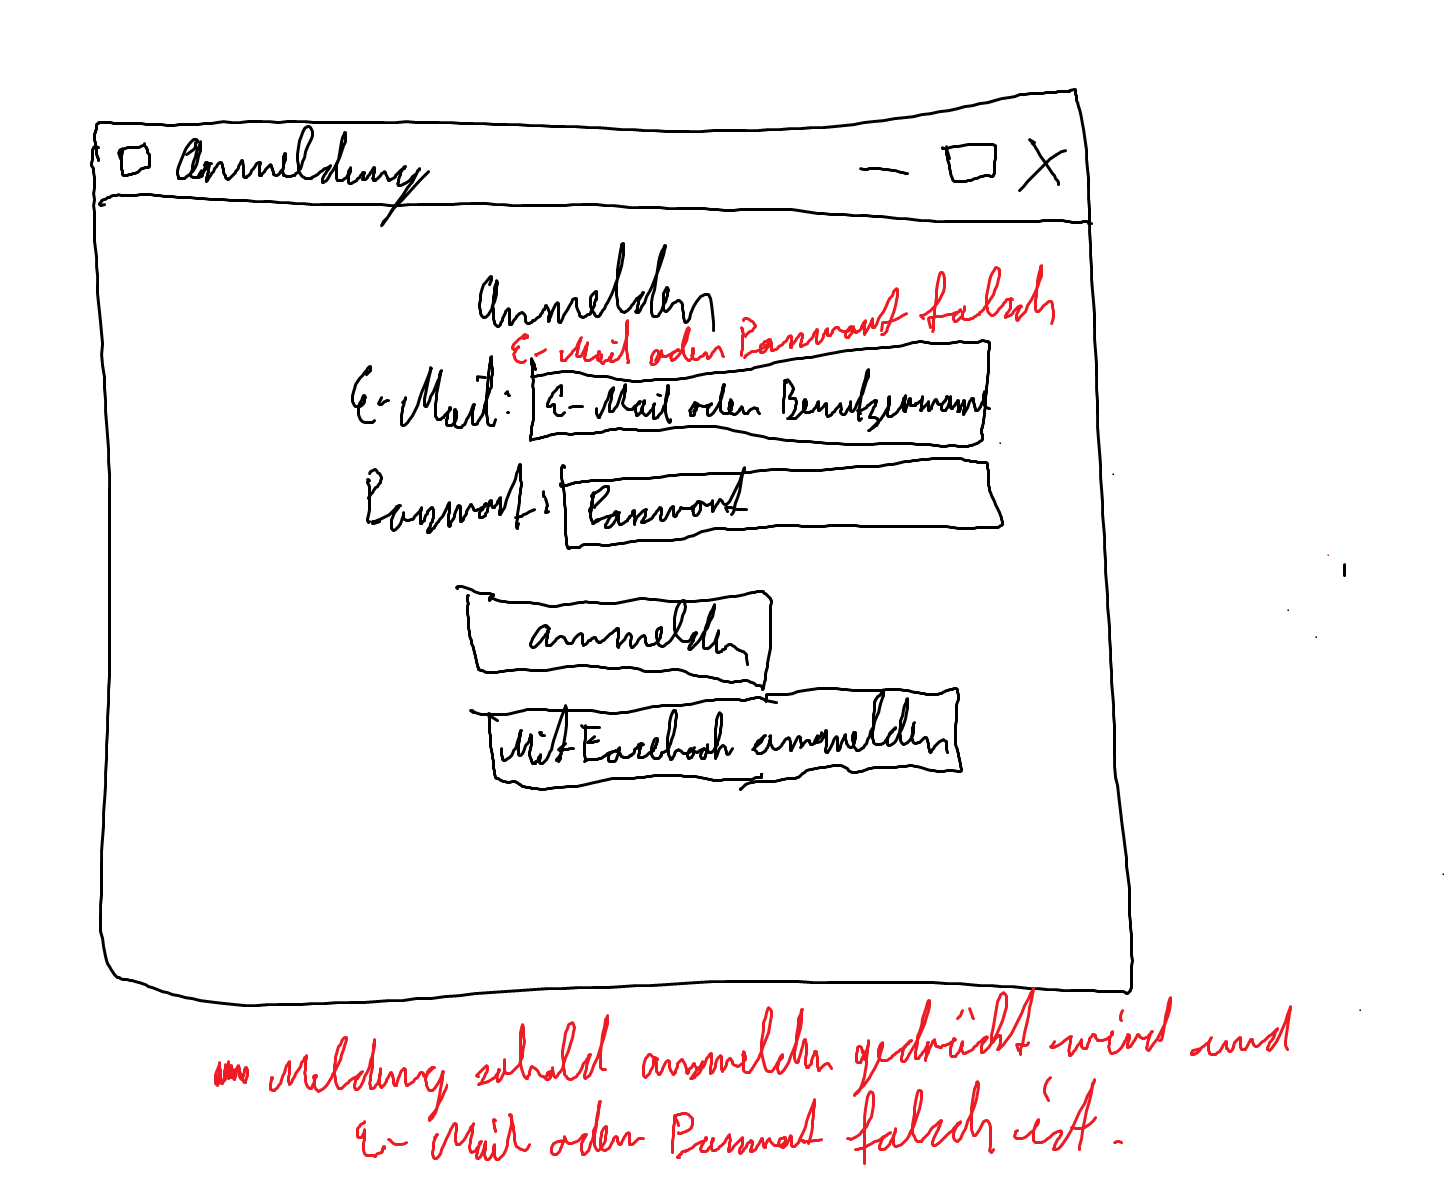 Anmeldung
Anmelden
E-Mail oder Passwort falsch
E-Mail: E-Mail oder Benutzername
Passwort: Passwort
anmelden
Mit Facebook anmelden
Meldung sobald anmelden gedrückt wird und
E-Mail oder Passwort falsch ist.